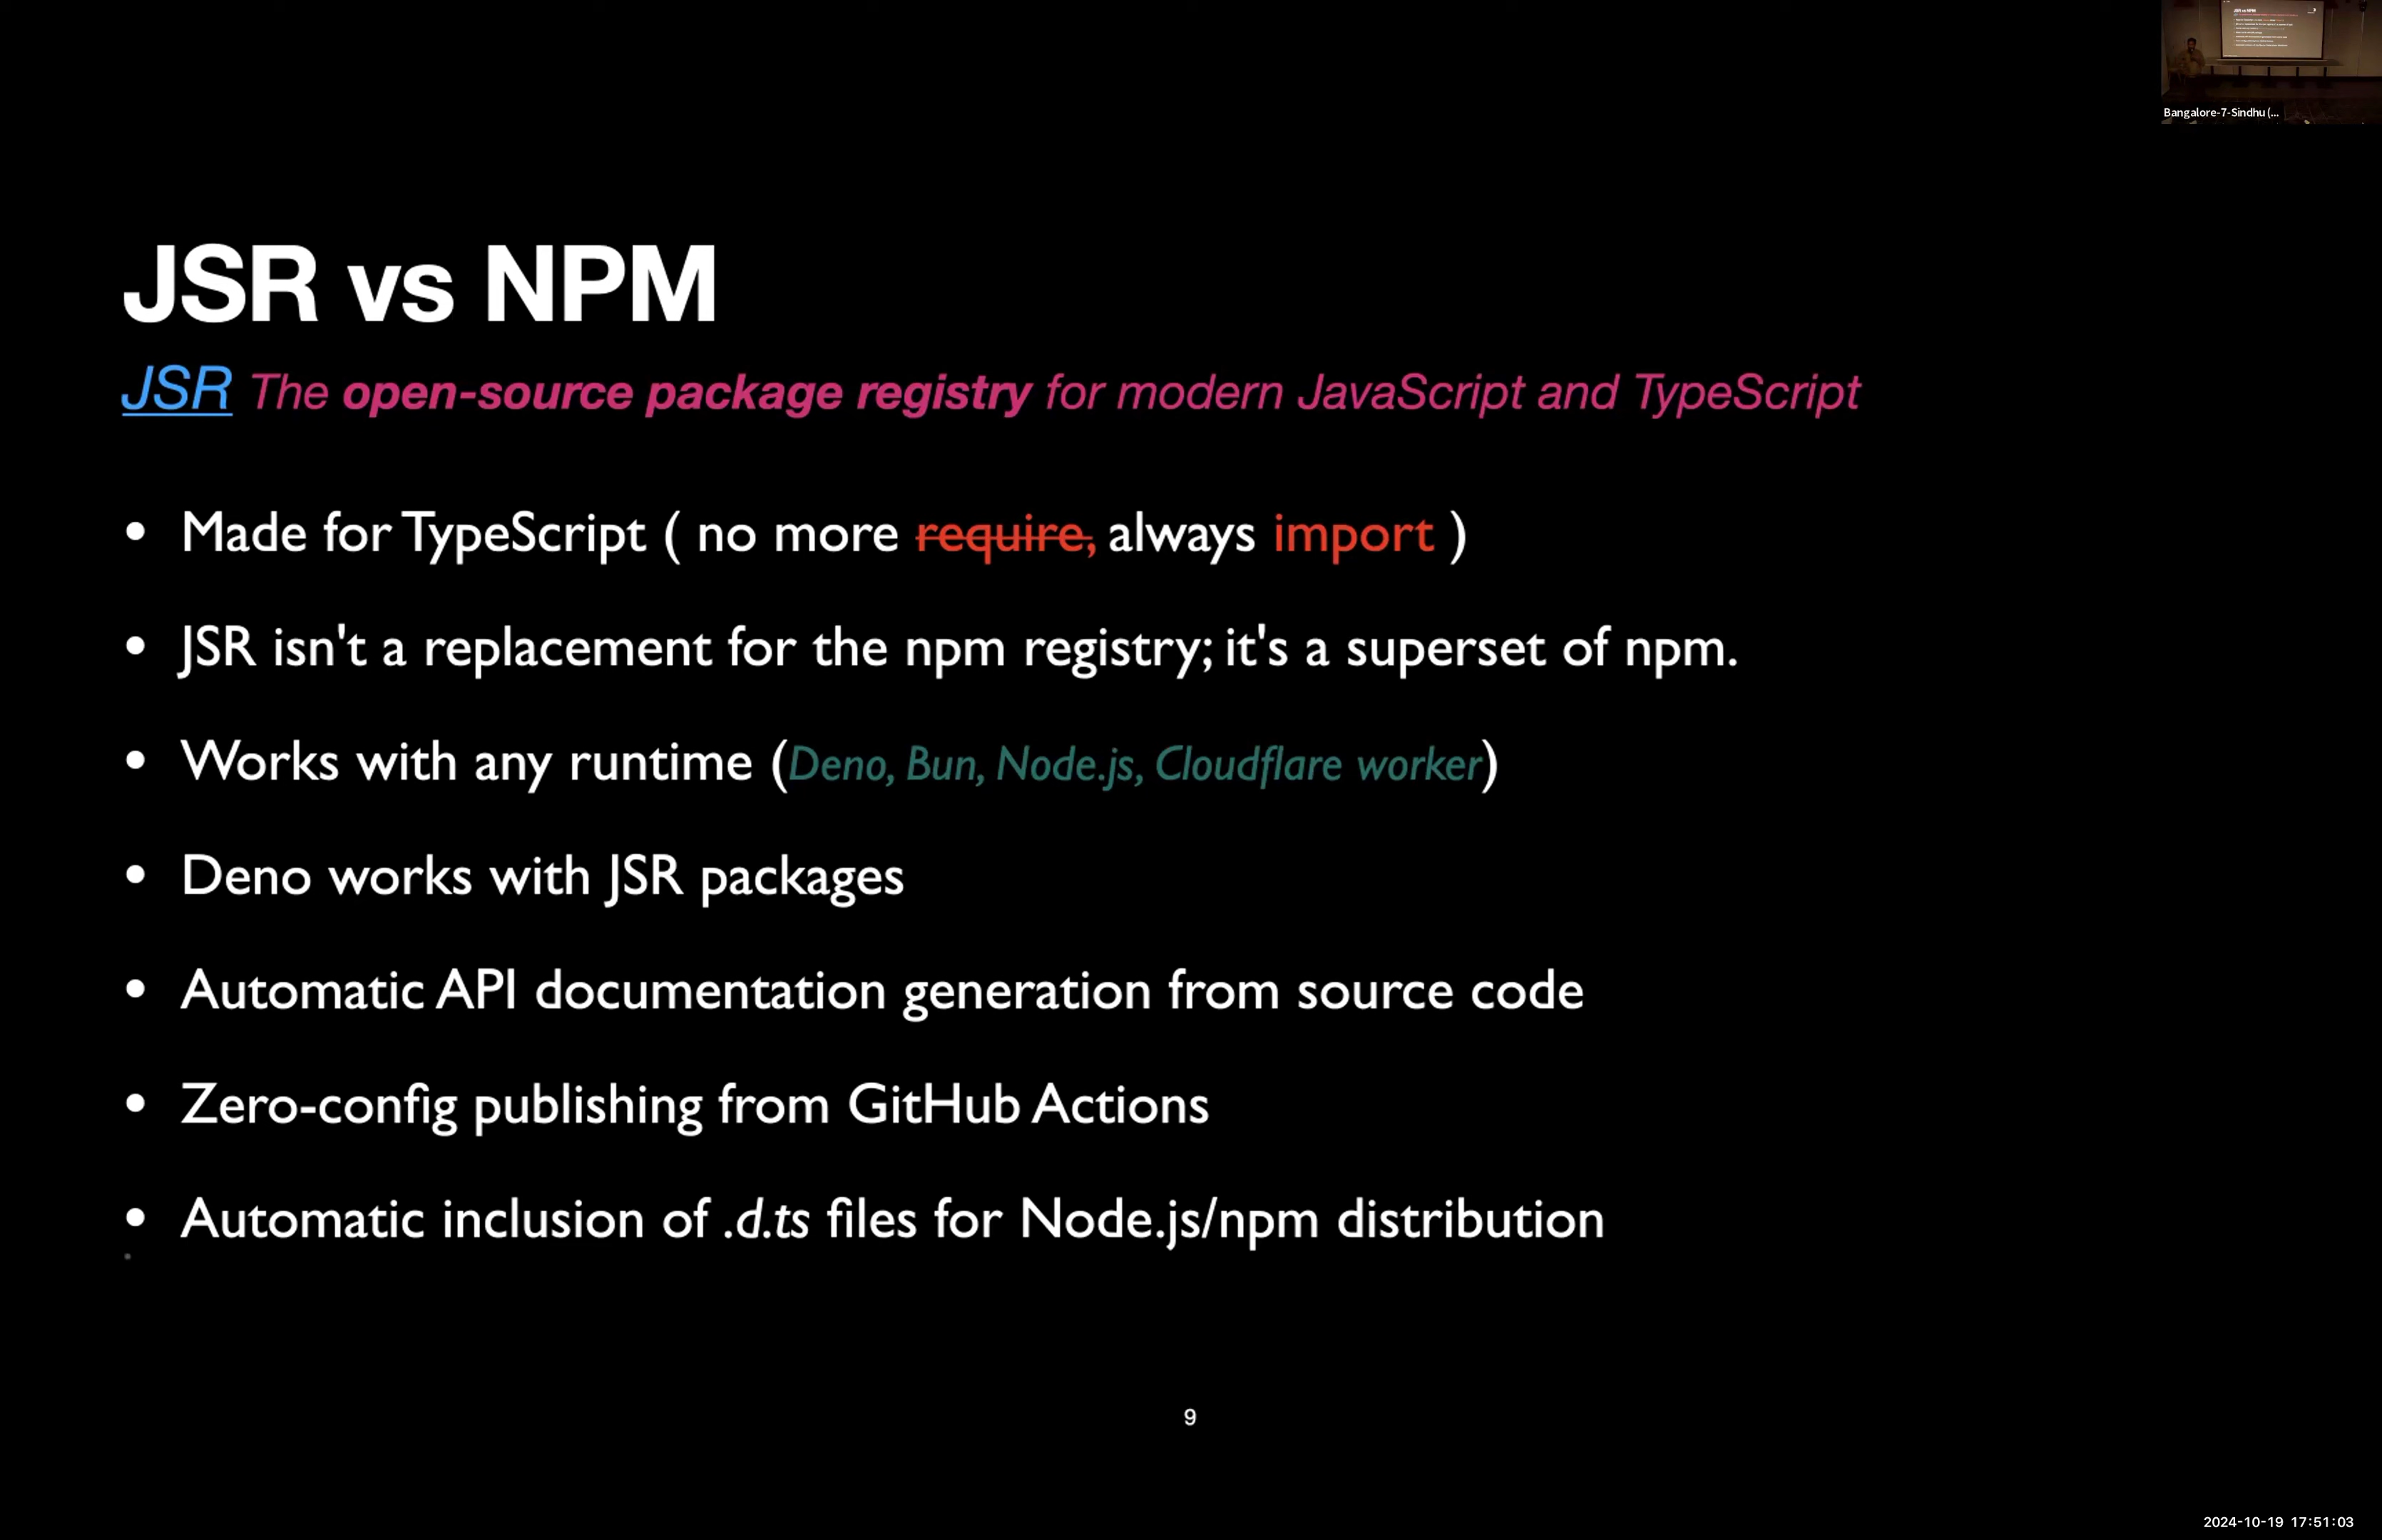 Bangalore-7-Sindhu (...
JSR vs NPM
JSR The open-source package registry for modern JavaScript and TypeScript
• Made for TypeScript ( no more require, always import )
• JSR isn't a replacement for the npm registry; it's a superset of npm.
• Works with any runtime (Deno, Bun, Node.js, Cloudflare worker)
• Deno works with JSR packages
• Automatic API documentation generation from source code
• Zero-config publishing from GitHub Actions
• Automatic inclusion of .d.ts files for Node.js/npm distribution
9
2024-10-19 17:51:03